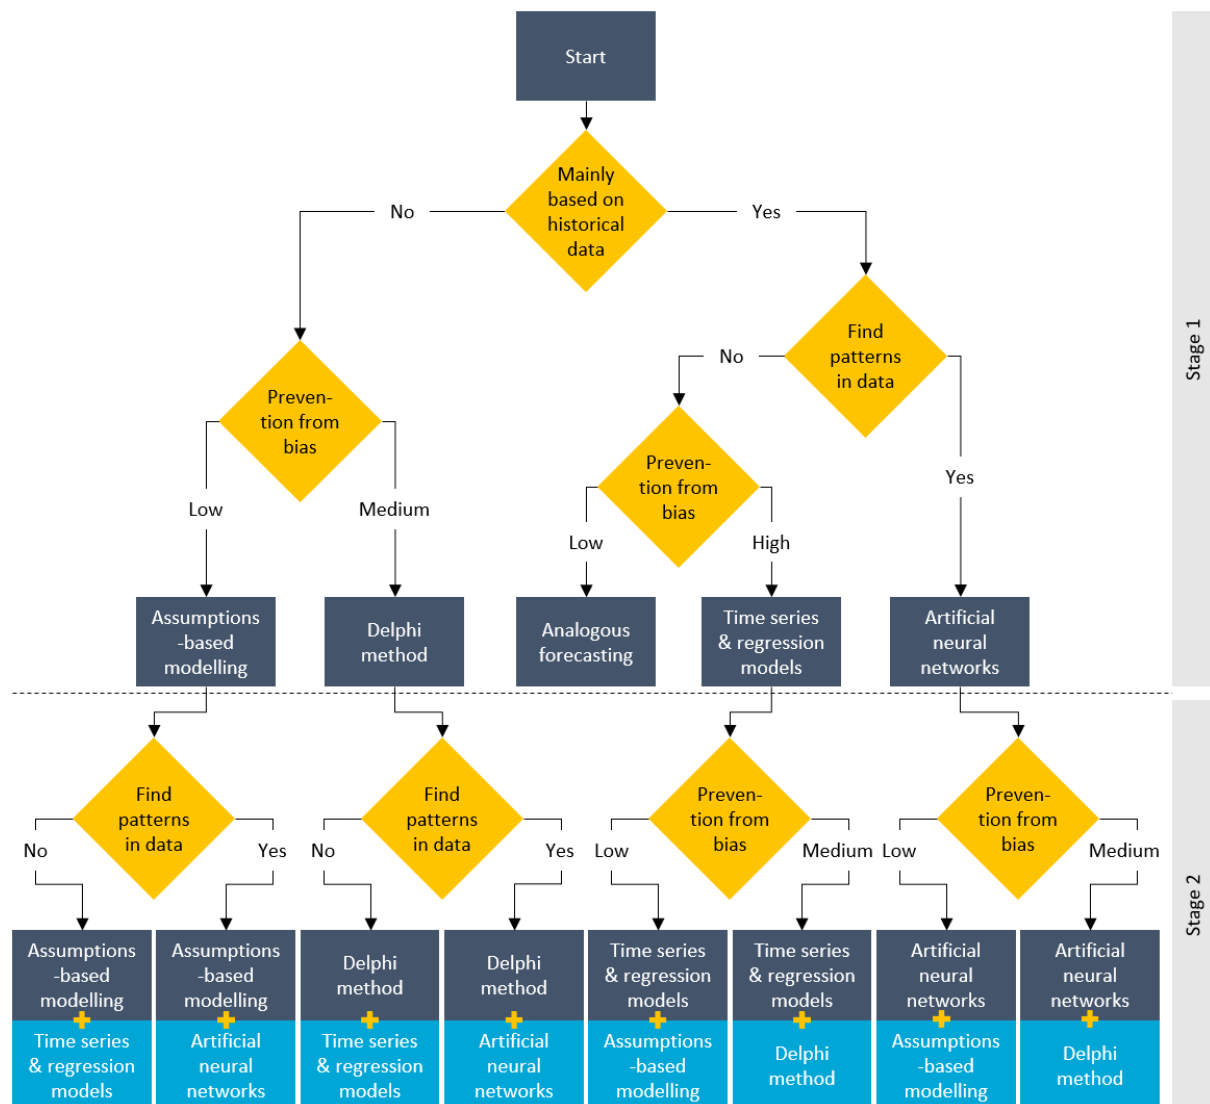 Start
Mainly
based on
historical
data
No
Yes
Stage 1
Find
patterns
in data
No
Preven-
tion from
bias
Preven-
tion from
bias
Yes
Low
Medium
Low
High
Assumptions
-based
modelling
Delphi
method
Analogous
forecasting
Time series
& regression
models
Artificial
neural
networks
Stage 2
Find
patterns
in data
Find
patterns
in data
Preven-
tion from
bias
Preven-
tion from
bias
No
Yes
No
Yes
Low
Medium
Low
Medium
Assumptions
-based
modelling
Assumptions
-based
modelling
Delphi
method
Delphi
method
Time series
& regression
models
Time series
& regression
models
Artificial
neural
networks
Artificial
neural
networks
Time series
& regression
models
Artificial
neural
networks
Time series
& regression
models
Artificial
neural
networks
Assumptions
-based
modelling
Delphi
method
Assumptions
-based
modelling
Delphi
method